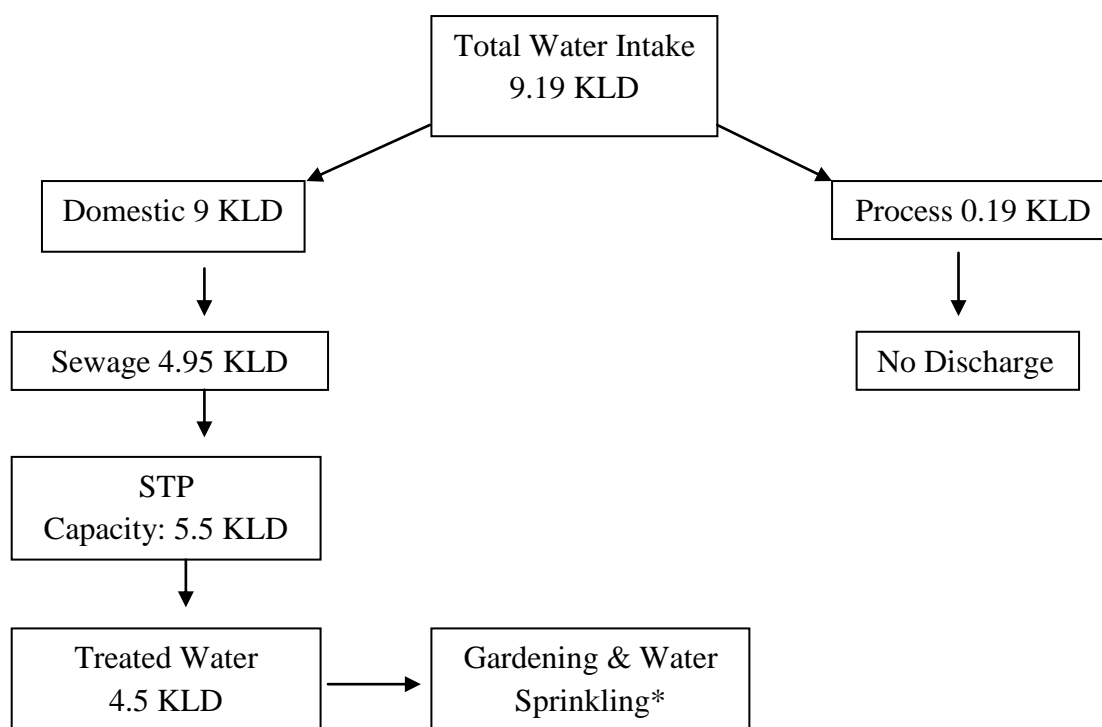 Total Water Intake
9.19 KLD
Domestic 9 KLD
Process 0.19 KLD
Sewage 4.95 KLD
No Discharge
STP
Capacity: 5.5 KLD
Treated Water
4.5 KLD
Gardening & Water
Sprinkling*